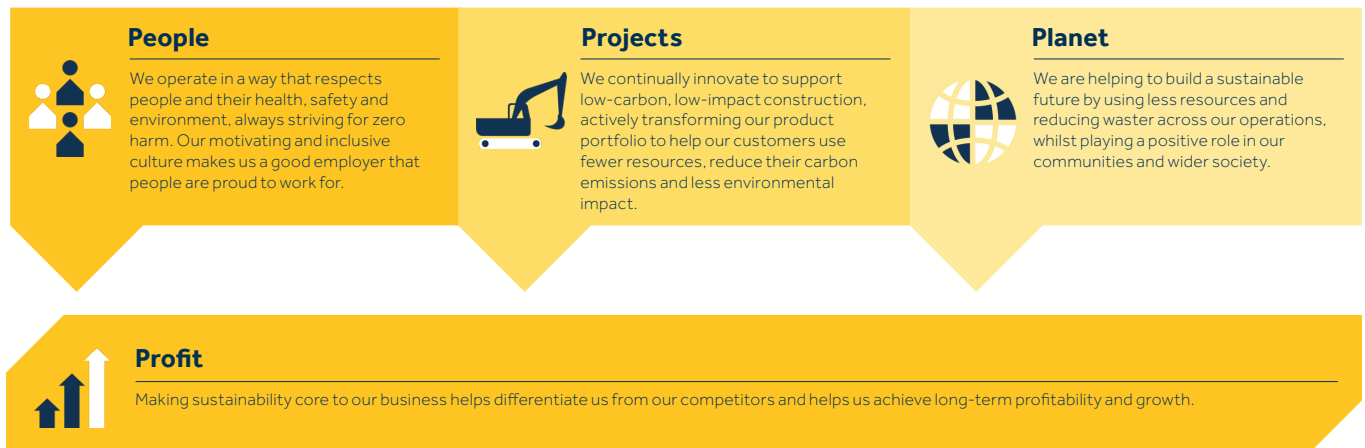 People
We operate in a way that respects
people and their health, safety and
environment, always striving for zero
harm. Our motivating and inclusive
culture makes us a good employer that
people are proud to work for.
Projects
We continually innovate to support
low-carbon, low-impact construction,
actively transforming our product
portfolio to help our customers use
fewer resources, reduce their carbon
emissions and less environmental
impact.
Planet
We are helping to build a sustainable
future by using less resources and
reducing waster across our operations,
whilst playing a positive role in our
communities and wider society.
Profit
Making sustainability core to our business helps differentiate us from our competitors and helps us achieve long-term profitability and growth.